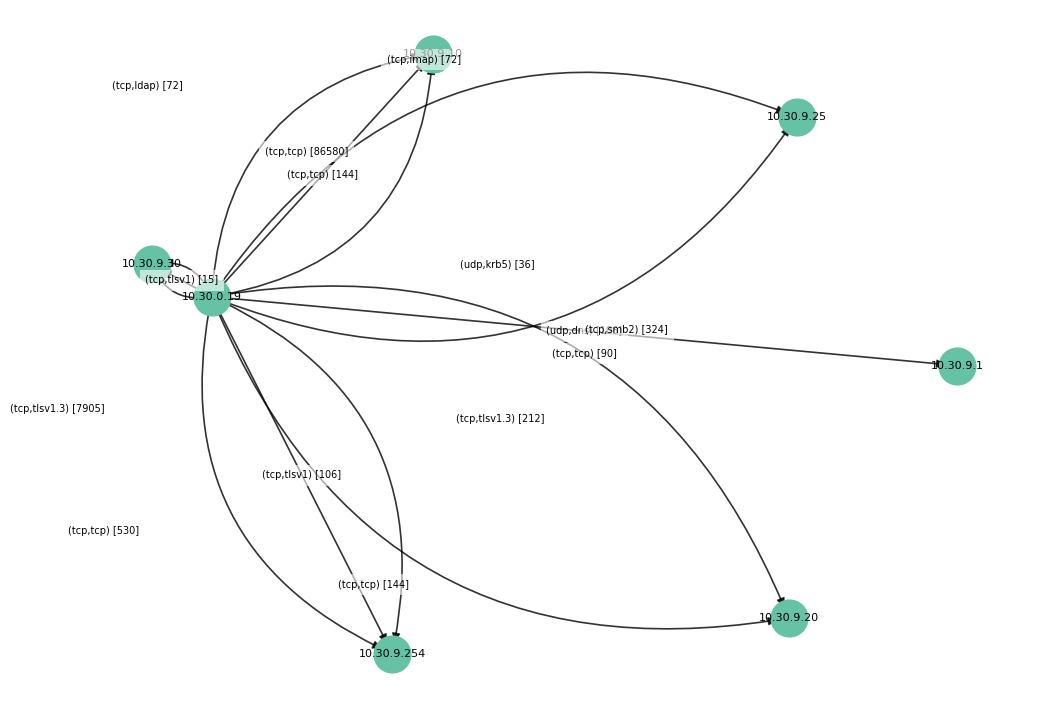 10.30.9.10
(tcp,imap) [72]
(tcp,ldap) [72]
10.30.9.25
(tcp,tcp) [86580]
(tcp,tcp) [144]
10.30.9.30
(udp,krb5) [36]
(tcp,tlsv1) [15]
10.30.0.19
(udp,dn
(tcp,smb2) [324]
(tcp,tcp) [90]
10.30.9.1
(tcp,tlsv1.3) [7905]
(tcp,tlsv1.3) [212]
(tcp,tlsv1) [106]
(tcp,tcp) [530]
(tcp,tcp) [144]
10.30.9.20
10.30.9.254